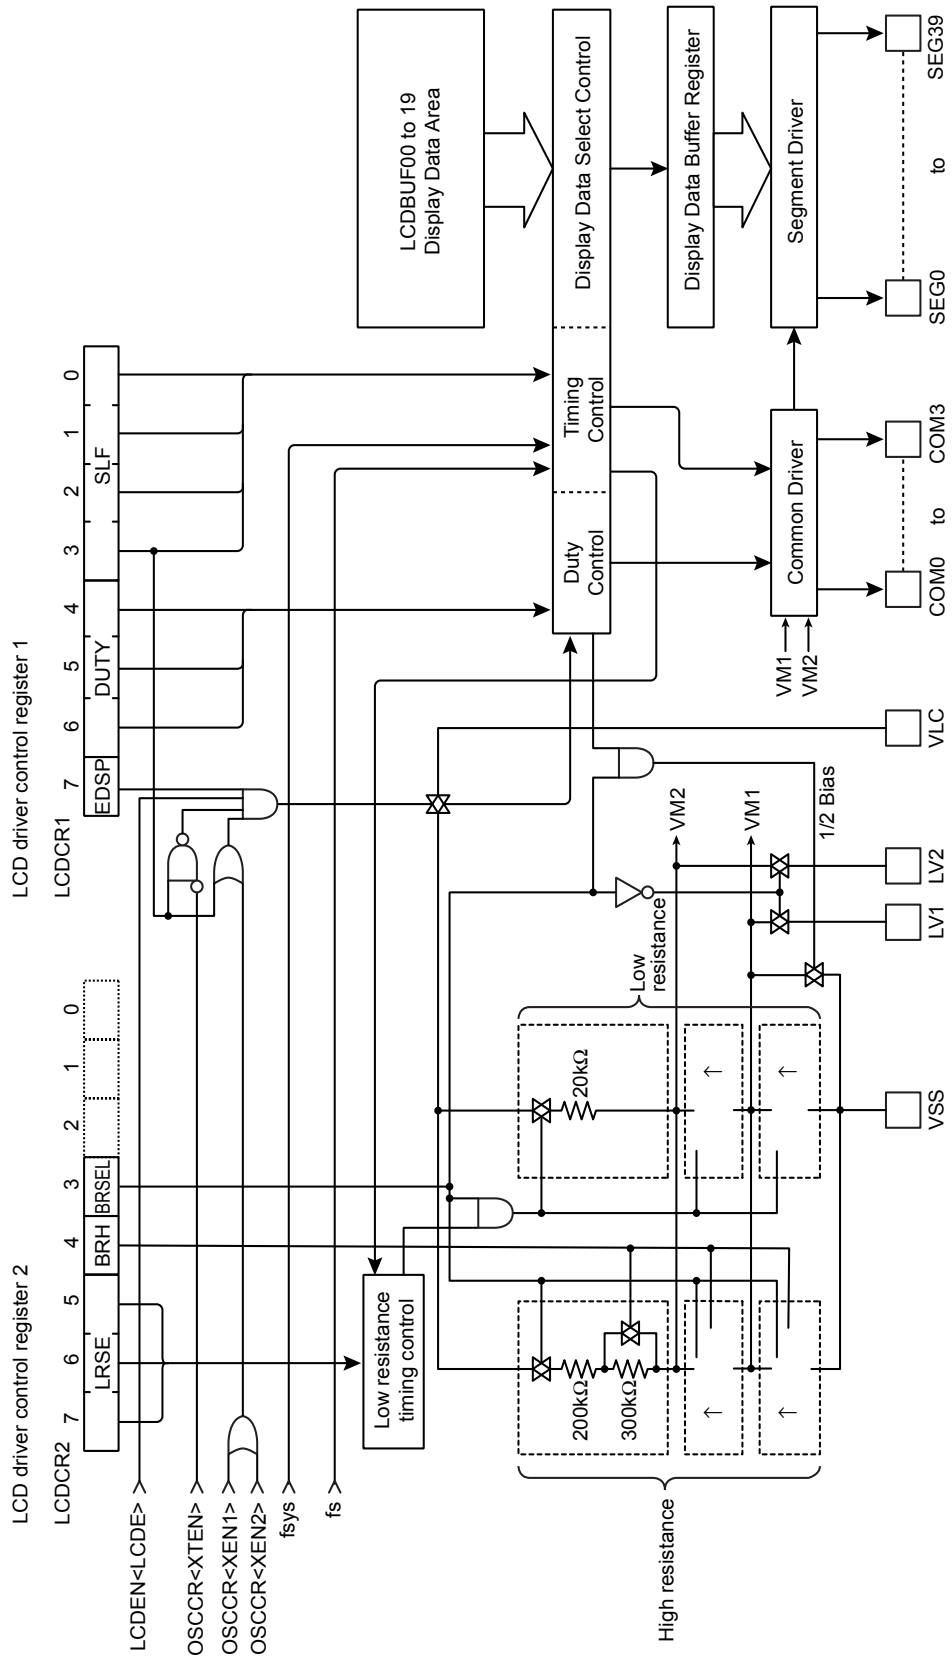 LCD driver control register 2
LCDCR2
7
6
5
4
3
2
1
0
LRSE
BRH
BRSEL
LCD driver control register 1
LCDCR1
7
6
5
4
3
2
1
0
EDSP
DUTY
SLF
LCDEN<LCDE>
OSCCR<XTEN>
OSCCR<XEN1>
OSCCR<XEN2>
fsys
fs
Low resistance
timing control
LCDBUF00 to 19
Display Data Area
Duty
Control
Timing
Control
Display Data Select Control
Display Data Buffer Register
Segment Driver
Common Driver
VM1
VM2
High resistance
200kΩ
300kΩ
↑
↑
Low
resistance
20kΩ
↑
↑
VM2
VM1
1/2 Bias
VSS
LV1
LV2
VLC
COM0
to
COM3
SEG0
to
SEG39